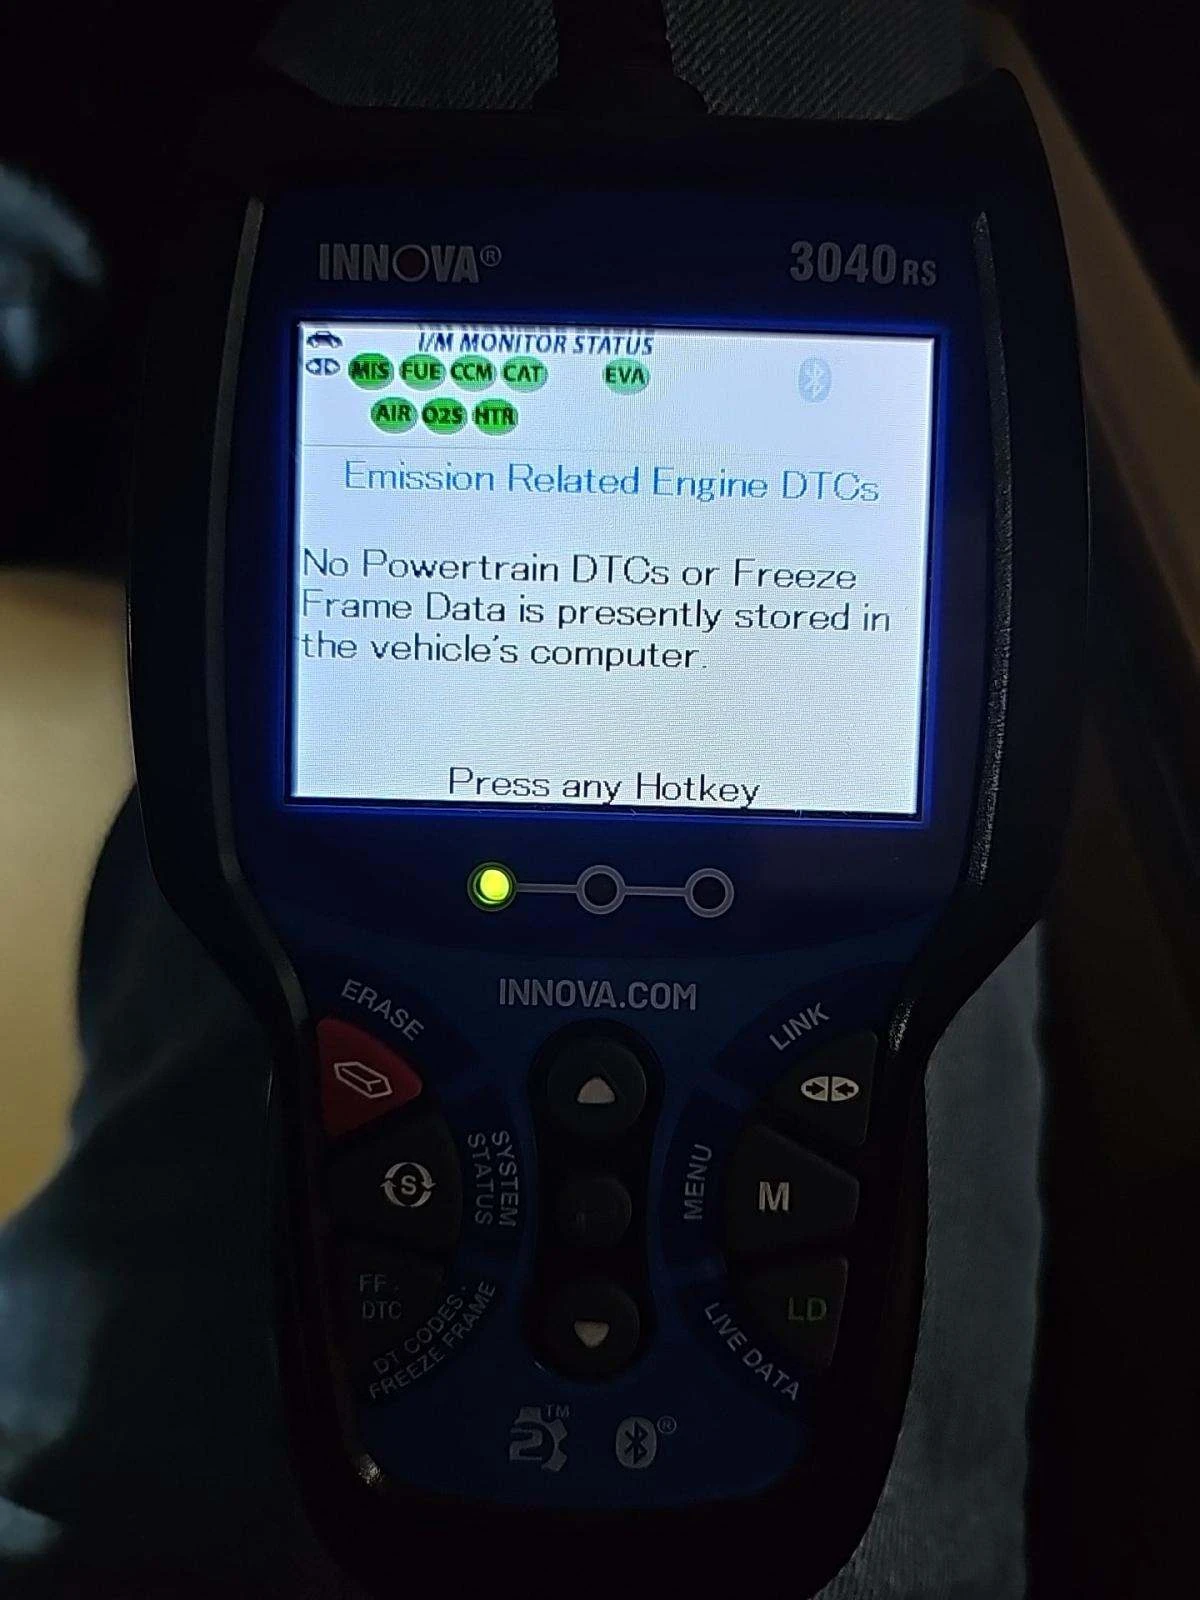 INNOVA® 3040RS
I/M MONITOR STATUS
MIS FUE CCM CAT EVA
AIR O2S HTR
Emission Related Engine DTCs
No Powertrain DTCs or Freeze
Frame Data is presently stored in
the vehicle's computer.
Press any Hotkey
INNOVA.COM
ERASE
LINK
S
SYSTEM
STATUS
MENU
M
FF.
DTC
DT CODES.
FREEZE FRAME
LD
LIVE DATA
2 TM
®